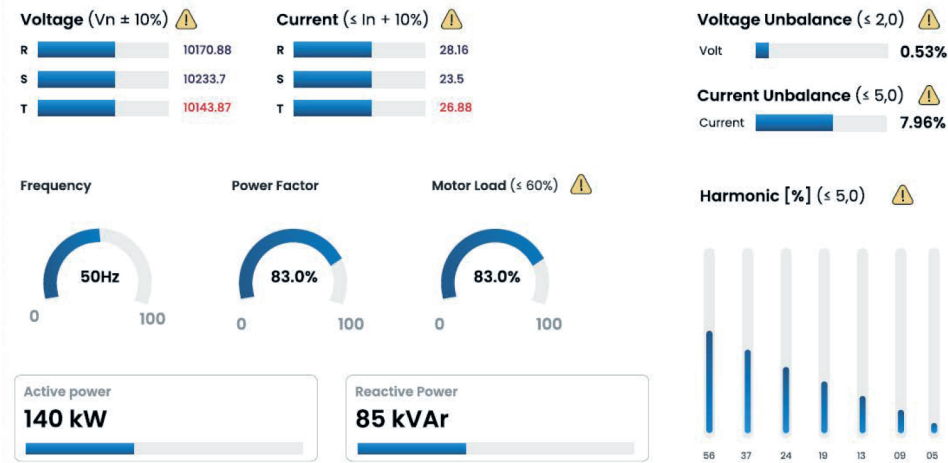 Voltage (Vn ± 10%)
R 10170.88
S 10233.7
T 10143.87
Current (≤ In + 10%)
R 28.16
S 23.5
T 26.88
Voltage Unbalance (≤ 2,0)
Volt 0.53%
Current Unbalance (≤ 5,0)
Current 7.96%
Frequency
50Hz
0 100
Power Factor
83.0%
0 100
Motor Load (≤ 60%)
83.0%
0 100
Harmonic [%] (≤ 5,0)
56 37 24 19 13 09 05
Active power
140 kW
Reactive Power
85 kVAr